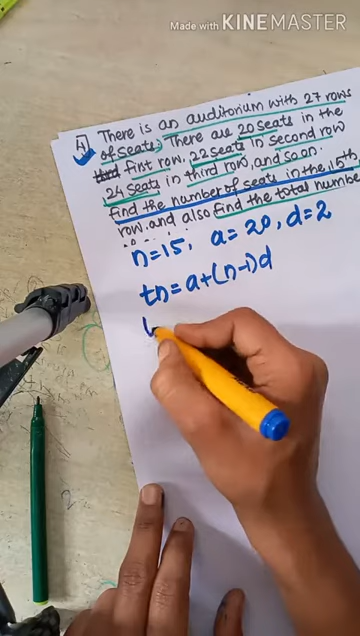 Made with KINEMASTER
4) There is an auditorium with 27 rows
of seats. There are 20 seats in the
first row, 22 seats in second row
24 seats in third row, and so on.
find the number of seats in the 15th
row. and also find the total numbe
n=15, a=20, d=2
tn=a+(n-1)d